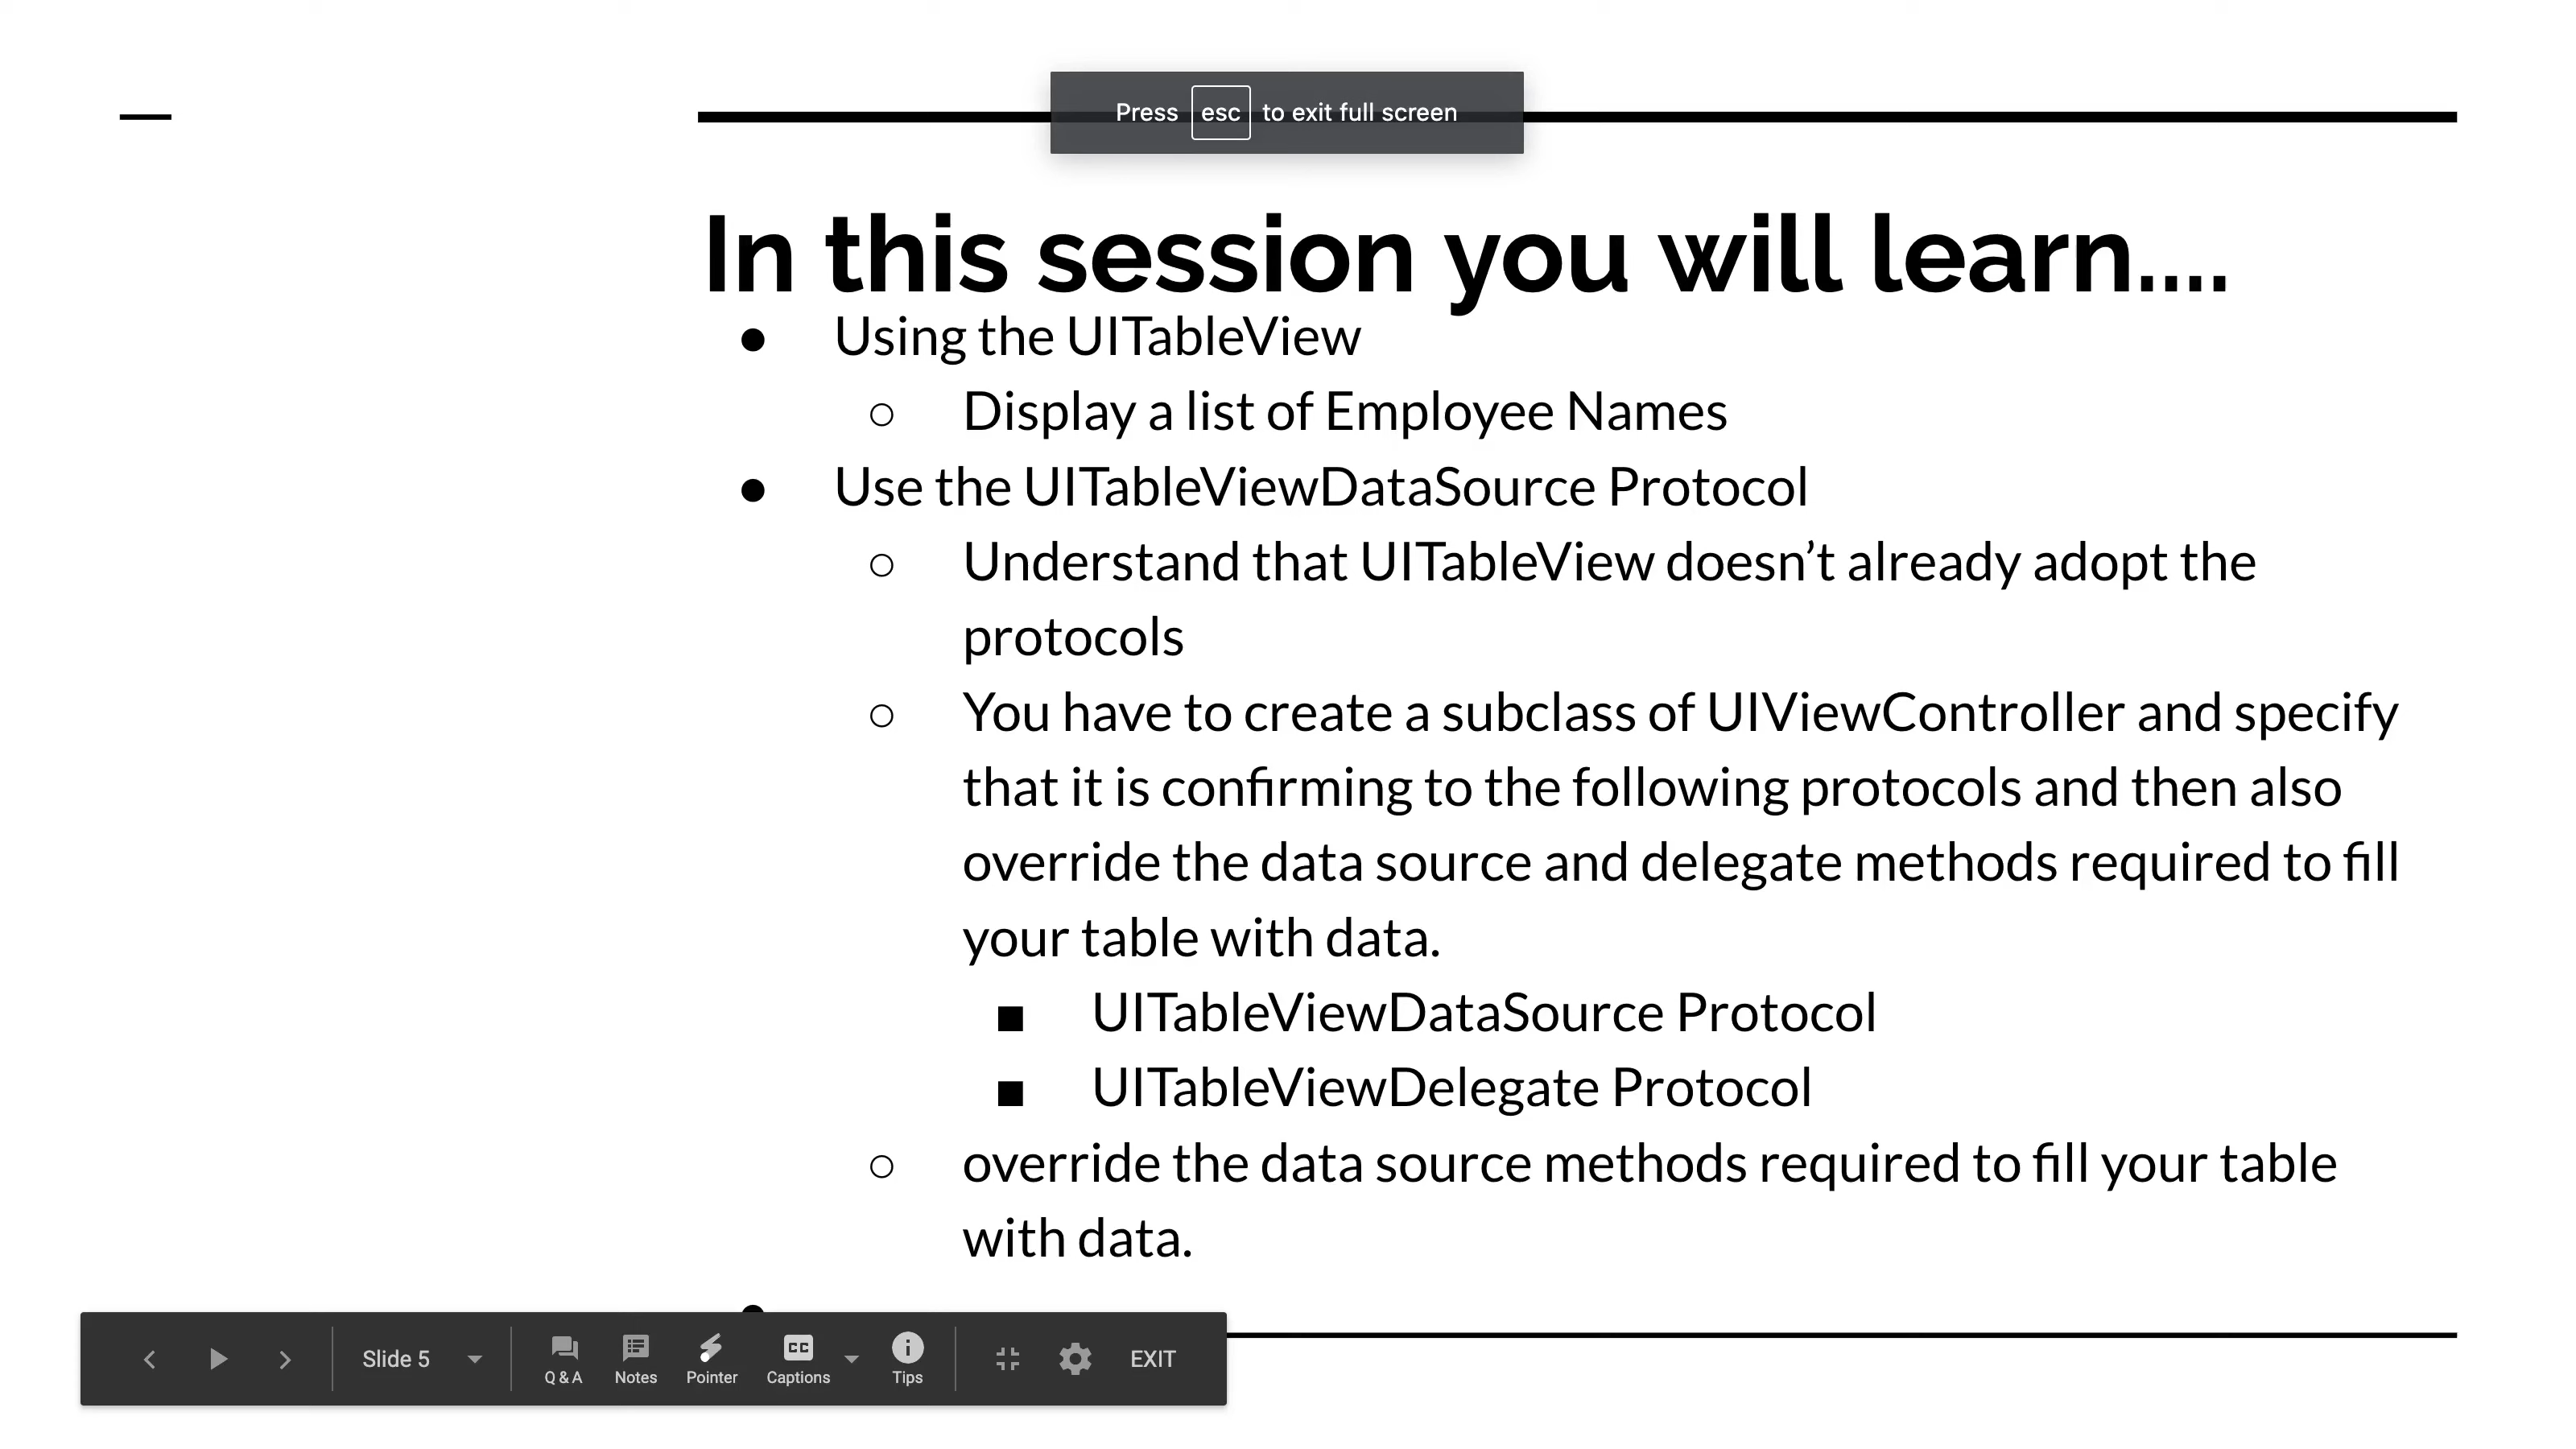 Press esc to exit full screen
In this session you will learn....
● Using the UITableView
○ Display a list of Employee Names
● Use the UITableViewDataSource Protocol
○ Understand that UITableView doesn’t already adopt the
protocols
○ You have to create a subclass of UIViewController and specify
that it is confirming to the following protocols and then also
override the data source and delegate methods required to fill
your table with data.
■ UITableViewDataSource Protocol
■ UITableViewDelegate Protocol
○ override the data source methods required to fill your table
with data.
Slide 5
Q & A Notes Pointer Captions Tips
EXIT